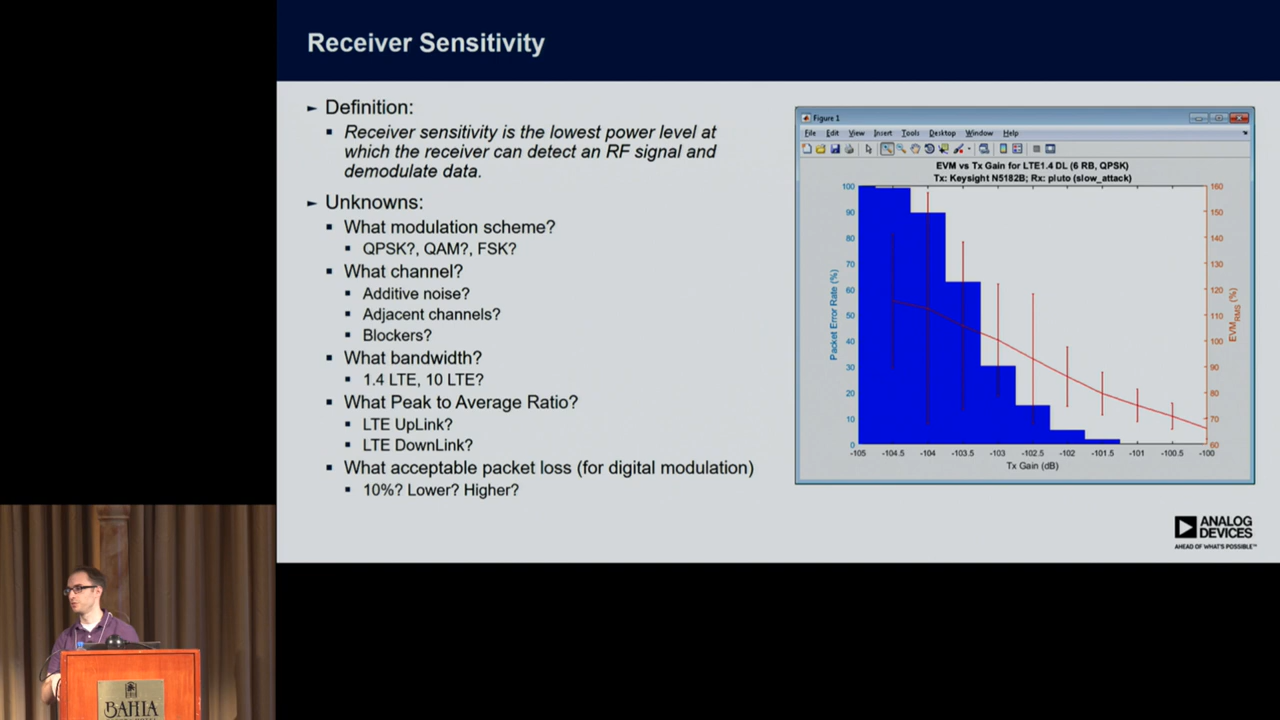 Receiver Sensitivity
► Definition:
▪ Receiver sensitivity is the lowest power level at
which the receiver can detect an RF signal and
demodulate data.
► Unknowns:
▪ What modulation scheme?
▪ QPSK?, QAM?, FSK?
▪ What channel?
▪ Additive noise?
▪ Adjacent channels?
▪ Blockers?
▪ What bandwidth?
▪ 1.4 LTE, 10 LTE?
▪ What Peak to Average Ratio?
▪ LTE UpLink?
▪ LTE DownLink?
▪ What acceptable packet loss (for digital modulation)
▪ 10%? Lower? Higher?
Figure 1
File Edit View Insert Tools Desktop Window Help
EVM vs Tx Gain for LTE1.4 DL (6 RB, QPSK)
Tx: Keysight N5182B; Rx: pluto (slow_attack)
Packet Error Rate (%)
100
90
80
70
60
50
40
30
20
10
0
160
150
140
130
120
110
100
90
80
70
60
EVM RMS (%)
-105 -104.5 -104 -103.5 -103 -102.5 -102 -101.5 -101 -100.5 -100
Tx Gain (dB)
ANALOG
DEVICES
AHEAD OF WHAT'S POSSIBLE™
BAHIA